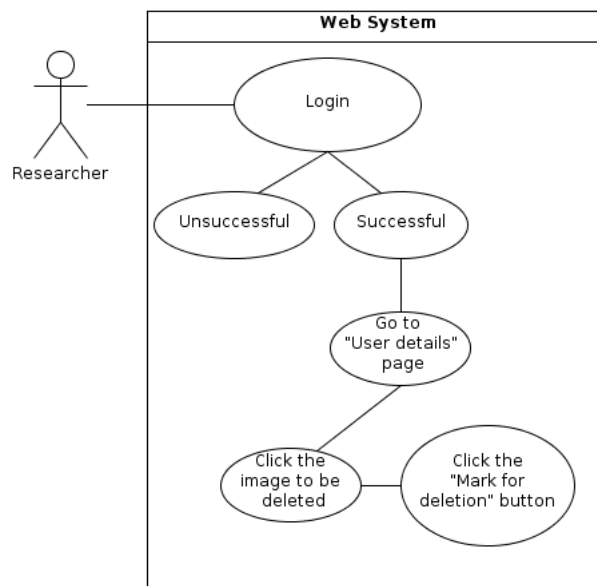 Web System
Login
Researcher
Unsuccessful
Successful
Go to
"User details"
page
Click the
image to be
deleted
Click the
"Mark for
deletion" button